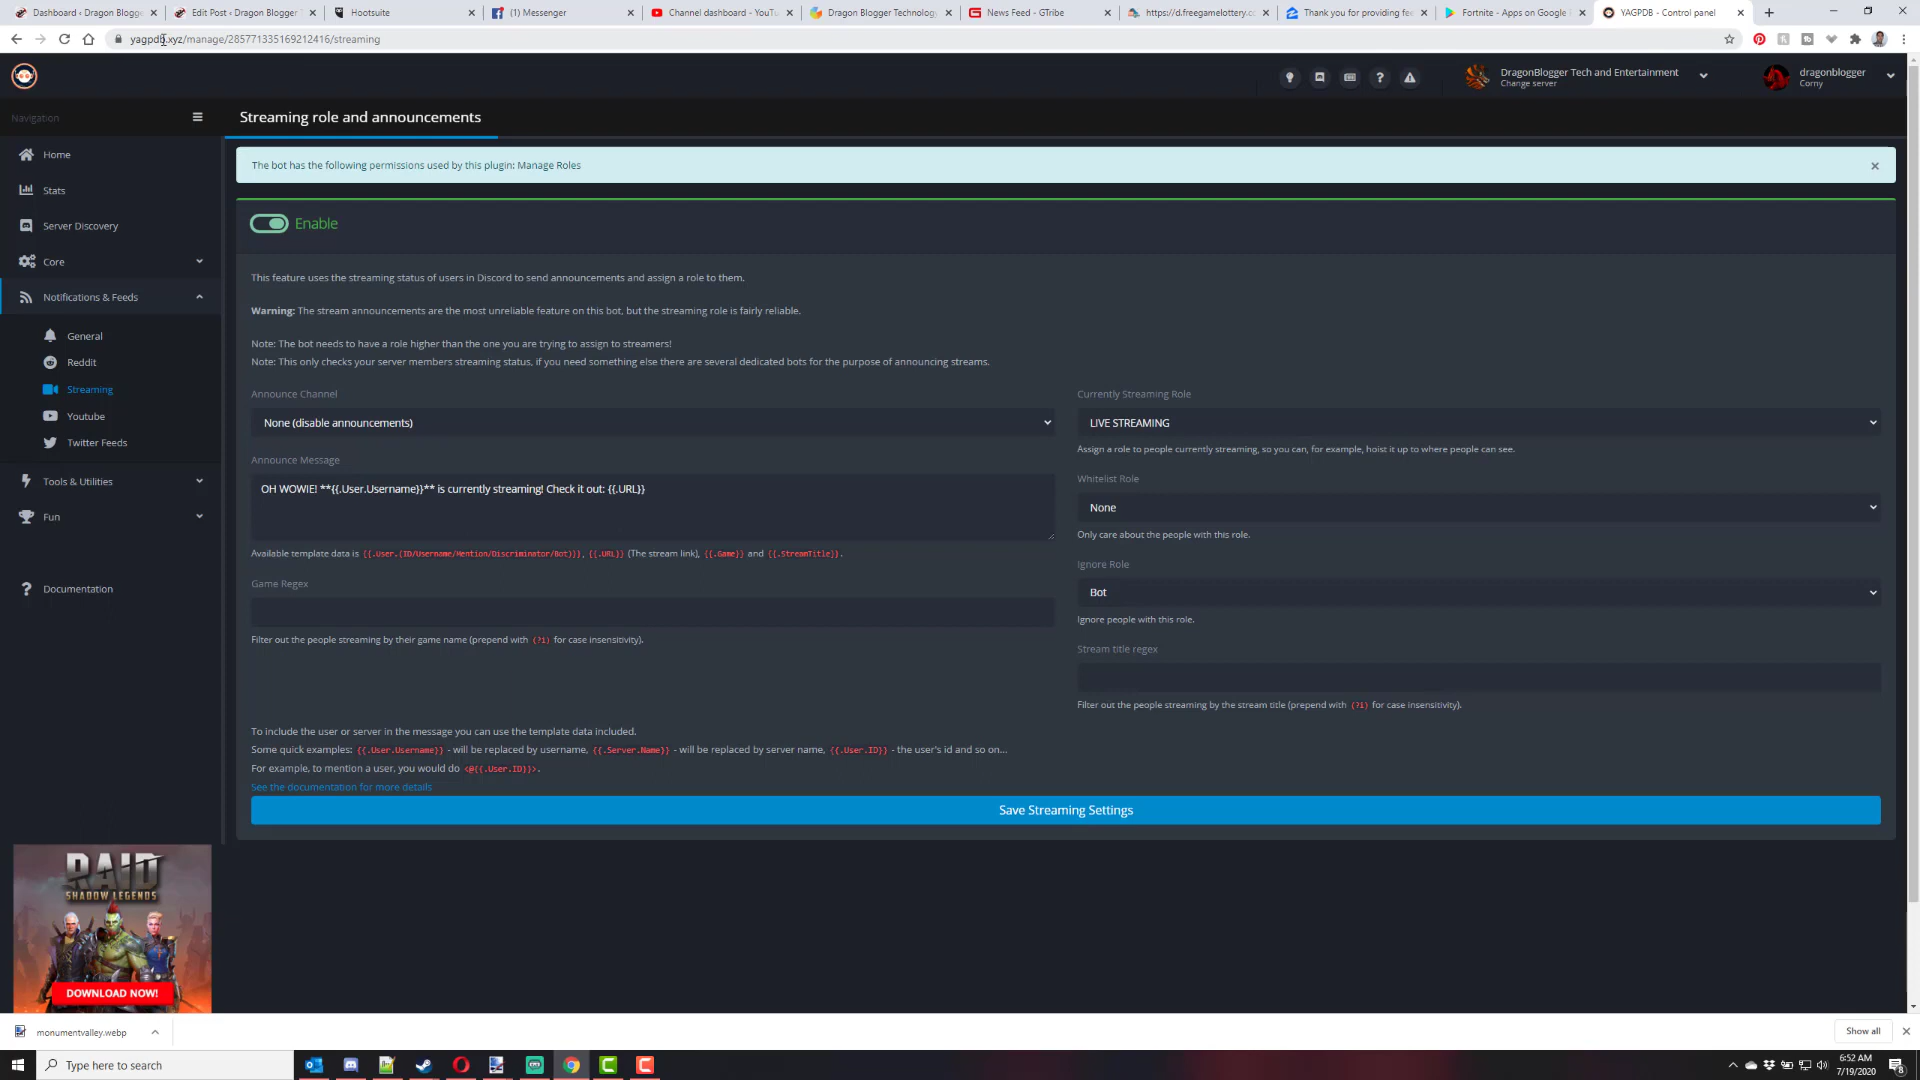 Dashboard ‹ Dragon Blogge
Edit Post ‹ Dragon Blogger T
Hootsuite
(1) Messenger
Channel dashboard - YouTu
Dragon Blogger Technology
News Feed - GTribe
https://d.freegamelottery.co
Thank you for providing fee
Fortnite - Apps on Google
YAGPDB - Control panel
yagpdb.xyz/manage/285771335169212416/streaming
DragonBlogger Tech and Entertainment
Change server
dragonblogger
Corny
Navigation
Streaming role and announcements
Home
Stats
Server Discovery
Core
Notifications & Feeds
General
Reddit
Streaming
Youtube
Twitter Feeds
Tools & Utilities
Fun
Documentation
The bot has the following permissions used by this plugin: Manage Roles
Enable
This feature uses the streaming status of users in Discord to send announcements and assign a role to them.
Warning: The stream announcements are the most unreliable feature on this bot, but the streaming role is fairly reliable.
Note: The bot needs to have a role higher than the one you are trying to assign to streamers!
Note: This only checks your server members streaming status, if you need something else there are several dedicated bots for the purpose of announcing streams.
Announce Channel
None (disable announcements)
Announce Message
OH WOWIE! **{{.User.Username}}** is currently streaming! Check it out: {{.URL}}
Available template data is {{.User.(ID/Username/Mention/Discriminator/Bot)}}, {{.URL}} (The stream link), {{.Game}} and {{.StreamTitle}}.
Game Regex
Filter out the people streaming by their game name (prepend with (?i) for case insensitivity).
Currently Streaming Role
LIVE STREAMING
Assign a role to people currently streaming, so you can, for example, hoist it up to where people can see.
Whitelist Role
None
Only care about the people with this role.
Ignore Role
Bot
Ignore people with this role.
Stream title regex
Filter out the people streaming by the stream title (prepend with (?i) for case insensitivity).
To include the user or server in the message you can use the template data included.
Some quick examples: {{.User.Username}} - will be replaced by username, {{.Server.Name}} - will be replaced by server name, {{.User.ID}} - the user's id and so on...
For example, to mention a user, you would do <@{{.User.ID}}>.
See the documentation for more details
Save Streaming Settings
RAID
SHADOW LEGENDS
DOWNLOAD NOW!
monumentvalley.webp
Show all
Type here to search
6:52 AM
7/19/2020
8